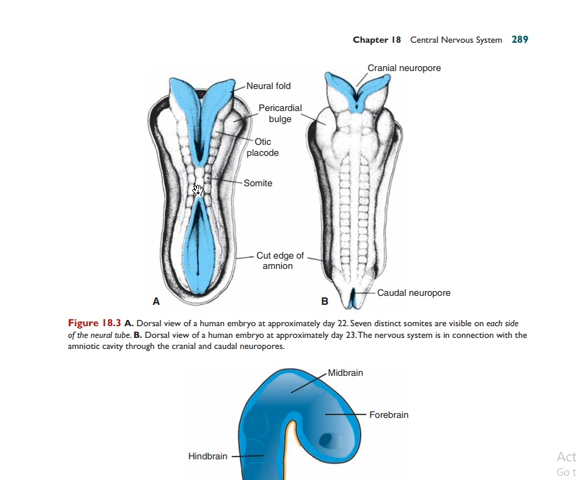 Chapter 18 Central Nervous System 289
Cranial neuropore
Neural fold
Pericardial
bulge
Otic
placode
Somite
Cut edge of
amnion
Caudal neuropore
A
B
Figure 18.3 A. Dorsal view of a human embryo at approximately day 22. Seven distinct somites are visible on each side
of the neural tube. B. Dorsal view of a human embryo at approximately day 23. The nervous system is in connection with the
amniotic cavity through the cranial and caudal neuropores.
Midbrain
Forebrain
Hindbrain
Act
Go t